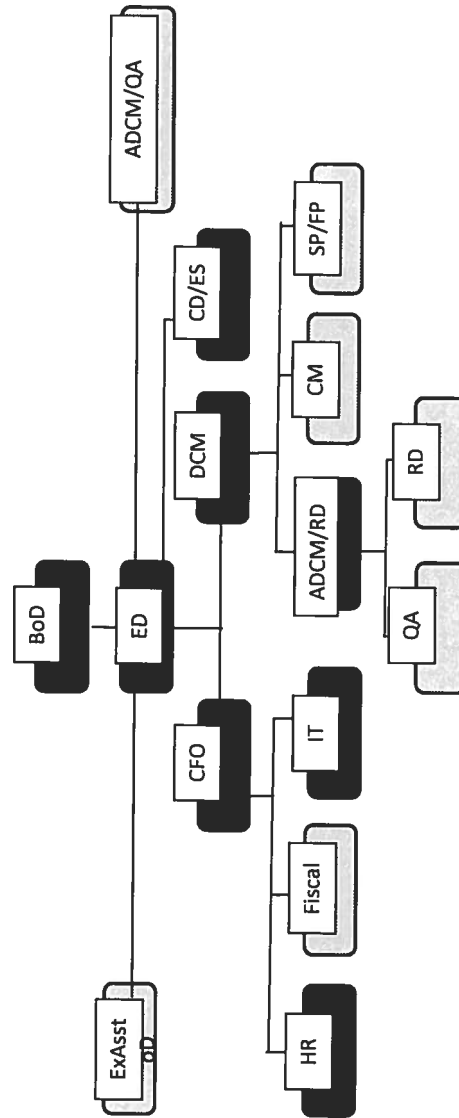 BoD
ExAsst
oD
ED
ADCM/QA
CFO
DCM
CD/ES
HR
Fiscal
IT
ADCM/RD
CM
SP/FP
QA
RD